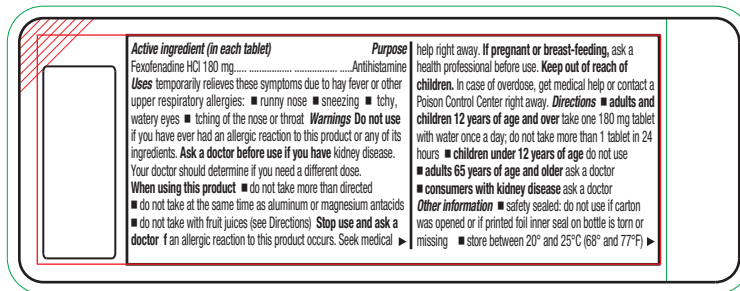 Active ingredient (in each tablet) Purpose
Fexofenadine HCl 180 mg..... ................. ................. .....Antihistamine
Uses temporarily relieves these symptoms due to hay fever or other
upper respiratory allergies: ■ runny nose ■ sneezing ■ tchy,
watery eyes ■ tching of the nose or throat Warnings Do not use
if you have ever had an allergic reaction to this product or any of its
ingredients. Ask a doctor before use if you have kidney disease.
Your doctor should determine if you need a different dose.
When using this product ■ do not take more than directed
■ do not take at the same time as aluminum or magnesium antacids
■ do not take with fruit juices (see Directions) Stop use and ask a
doctor f an allergic reaction to this product occurs. Seek medical ▶
help right away. If pregnant or breast-feeding, ask a
health professional before use. Keep out of reach of
children. In case of overdose, get medical help or contact a
Poison Control Center right away. Directions ■ adults and
children 12 years of age and over take one 180 mg tablet
with water once a day; do not take more than 1 tablet in 24
hours ■ children under 12 years of age do not use
■ adults 65 years of age and older ask a doctor
■ consumers with kidney disease ask a doctor
Other information ■ safety sealed: do not use if carton
was opened or if printed foil inner seal on bottle is torn or
missing ■ store between 20° and 25°C (68° and 77°F) ▶